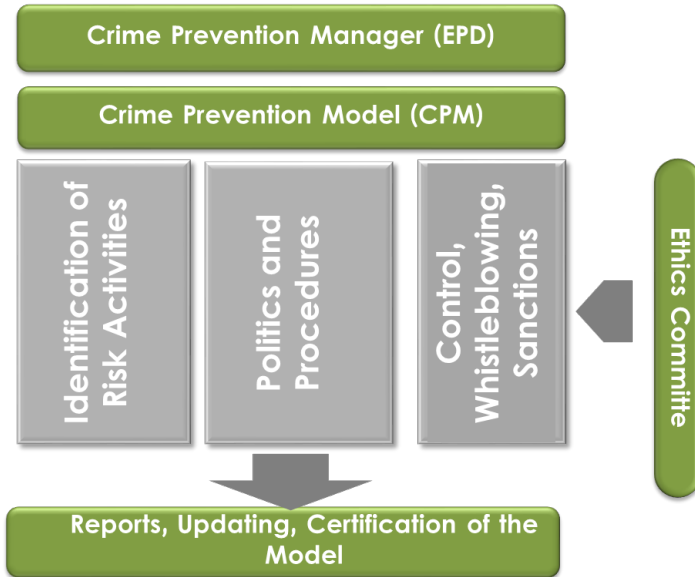 Crime Prevention Manager (EPD)
Crime Prevention Model (CPM)
Identification of
Risk Activities
Politics and
Procedures
Control,
Whistleblowing,
Sanctions
Ethics Committe
Reports, Updating, Certification of the
Model